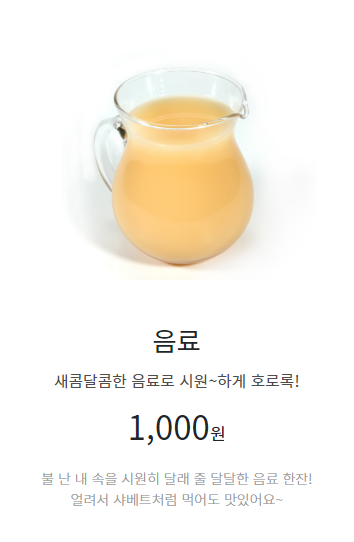 음료
새콤달콤한 음료로 시원~하게 호로록!
1,000원
불 난 내 속을 시원히 달래 줄 달달한 음료 한잔!
얼려서 샤베트처럼 먹어도 맛있어요~